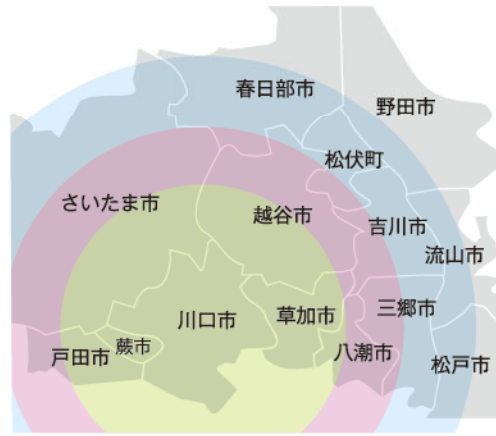 春日部市
野田市
松伏町
さいたま市
越谷市
吉川市
流山市
三郷市
川口市
草加市
蕨市
戸田市
八潮市
松戸市